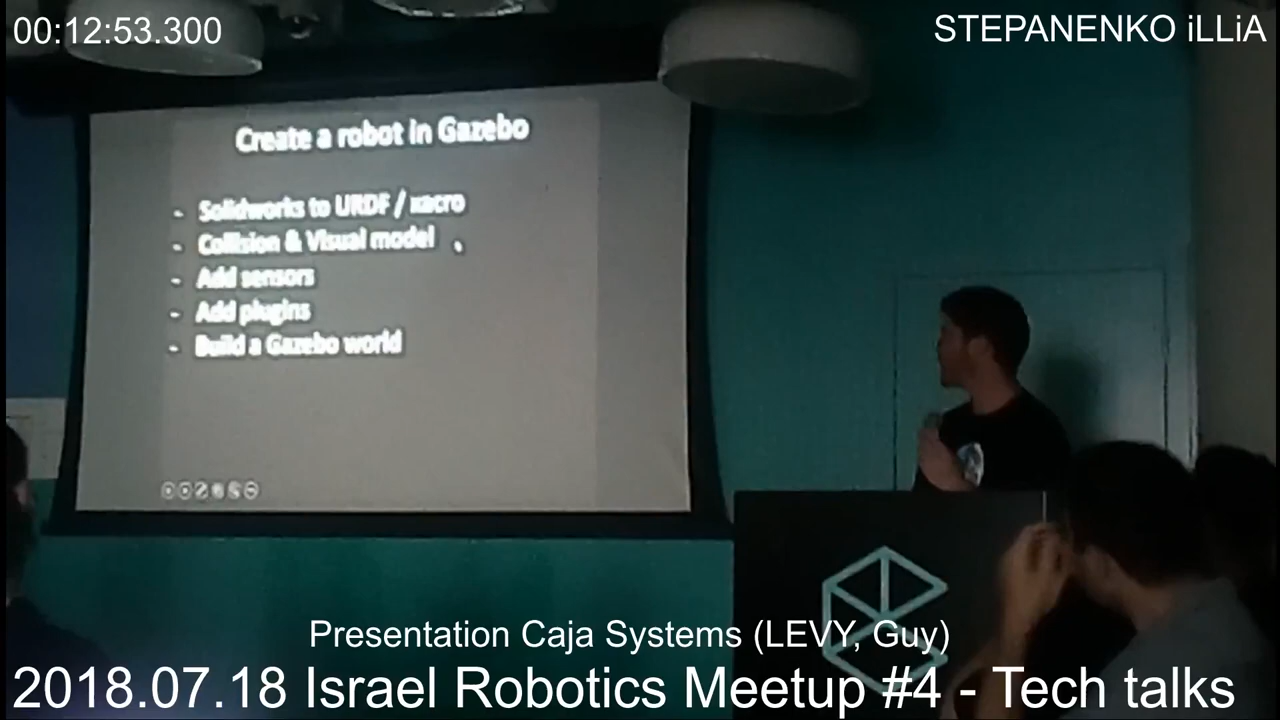 00:12:53.300
STEPANENKO iLLiA
Create a robot in Gazebo
- Solidworks to URDF / xacro
- Collision & Visual model
- Add sensors
- Add plugins
- Build a Gazebo world
Presentation Caja Systems (LEVY, Guy)
2018.07.18 Israel Robotics Meetup #4 - Tech talks